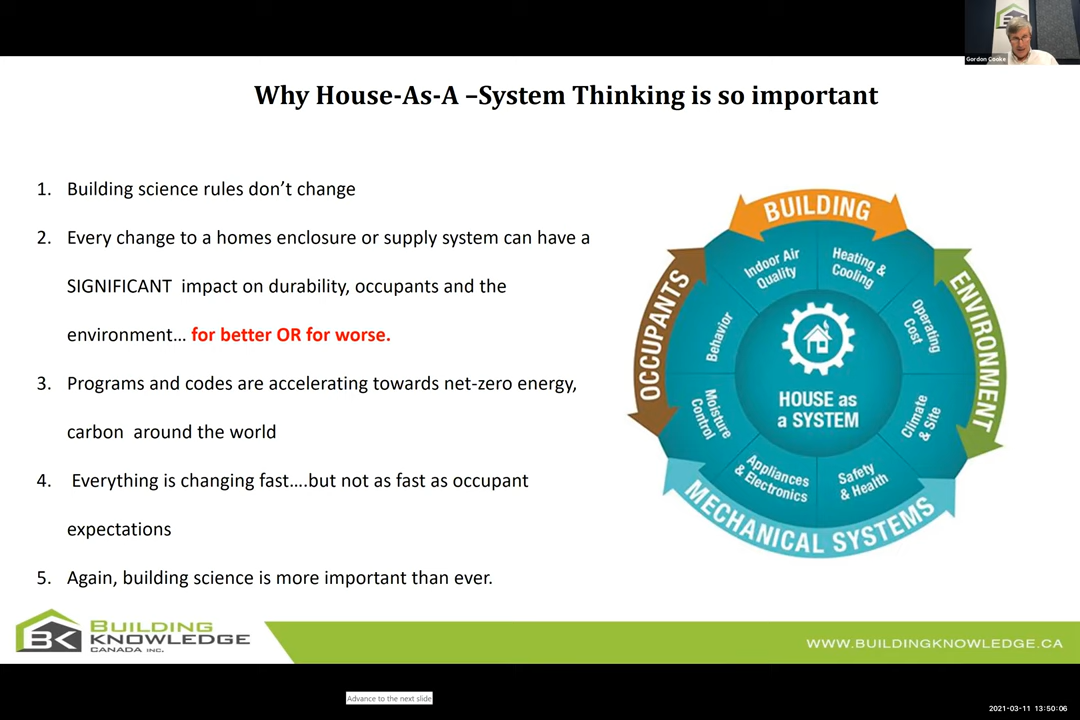 Gordon Cooke
Why House-As-A –System Thinking is so important
1. Building science rules don't change
2. Every change to a homes enclosure or supply system can have a
SIGNIFICANT impact on durability, occupants and the
environment… for better OR for worse.
3. Programs and codes are accelerating towards net-zero energy,
carbon around the world
4. Everything is changing fast….but not as fast as occupant
expectations
5. Again, building science is more important than ever.
BUILDING
ENVIRONMENT
MECHANICAL SYSTEMS
OCCUPANTS
Indoor Air
Quality
Heating &
Cooling
Operating
Cost
Climate
& Site
Safety
& Health
Appliances
& Electronics
Moisture
Control
Behavior
HOUSE as
a SYSTEM
BK
BUILDING
KNOWLEDGE
CANADA INC.
WWW.BUILDINGKNOWLEDGE.CA
Advance to the next slide
2021-03-11 13:50:06